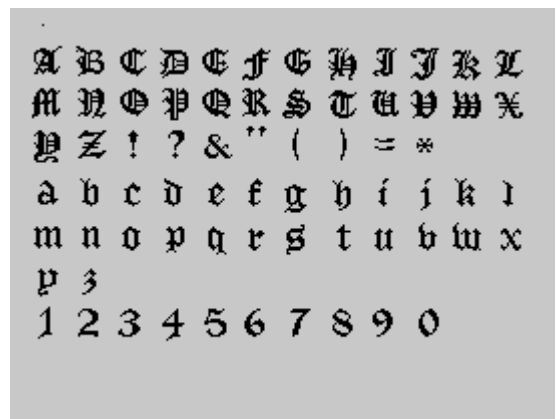 A B C D E F G H I J K L
M N O P Q R S T U V W X
Y Z ! ? & " ( ) = *
a b c d e f g h i j k l
m n o p q r s t u v w x
y z
1 2 3 4 5 6 7 8 9 0